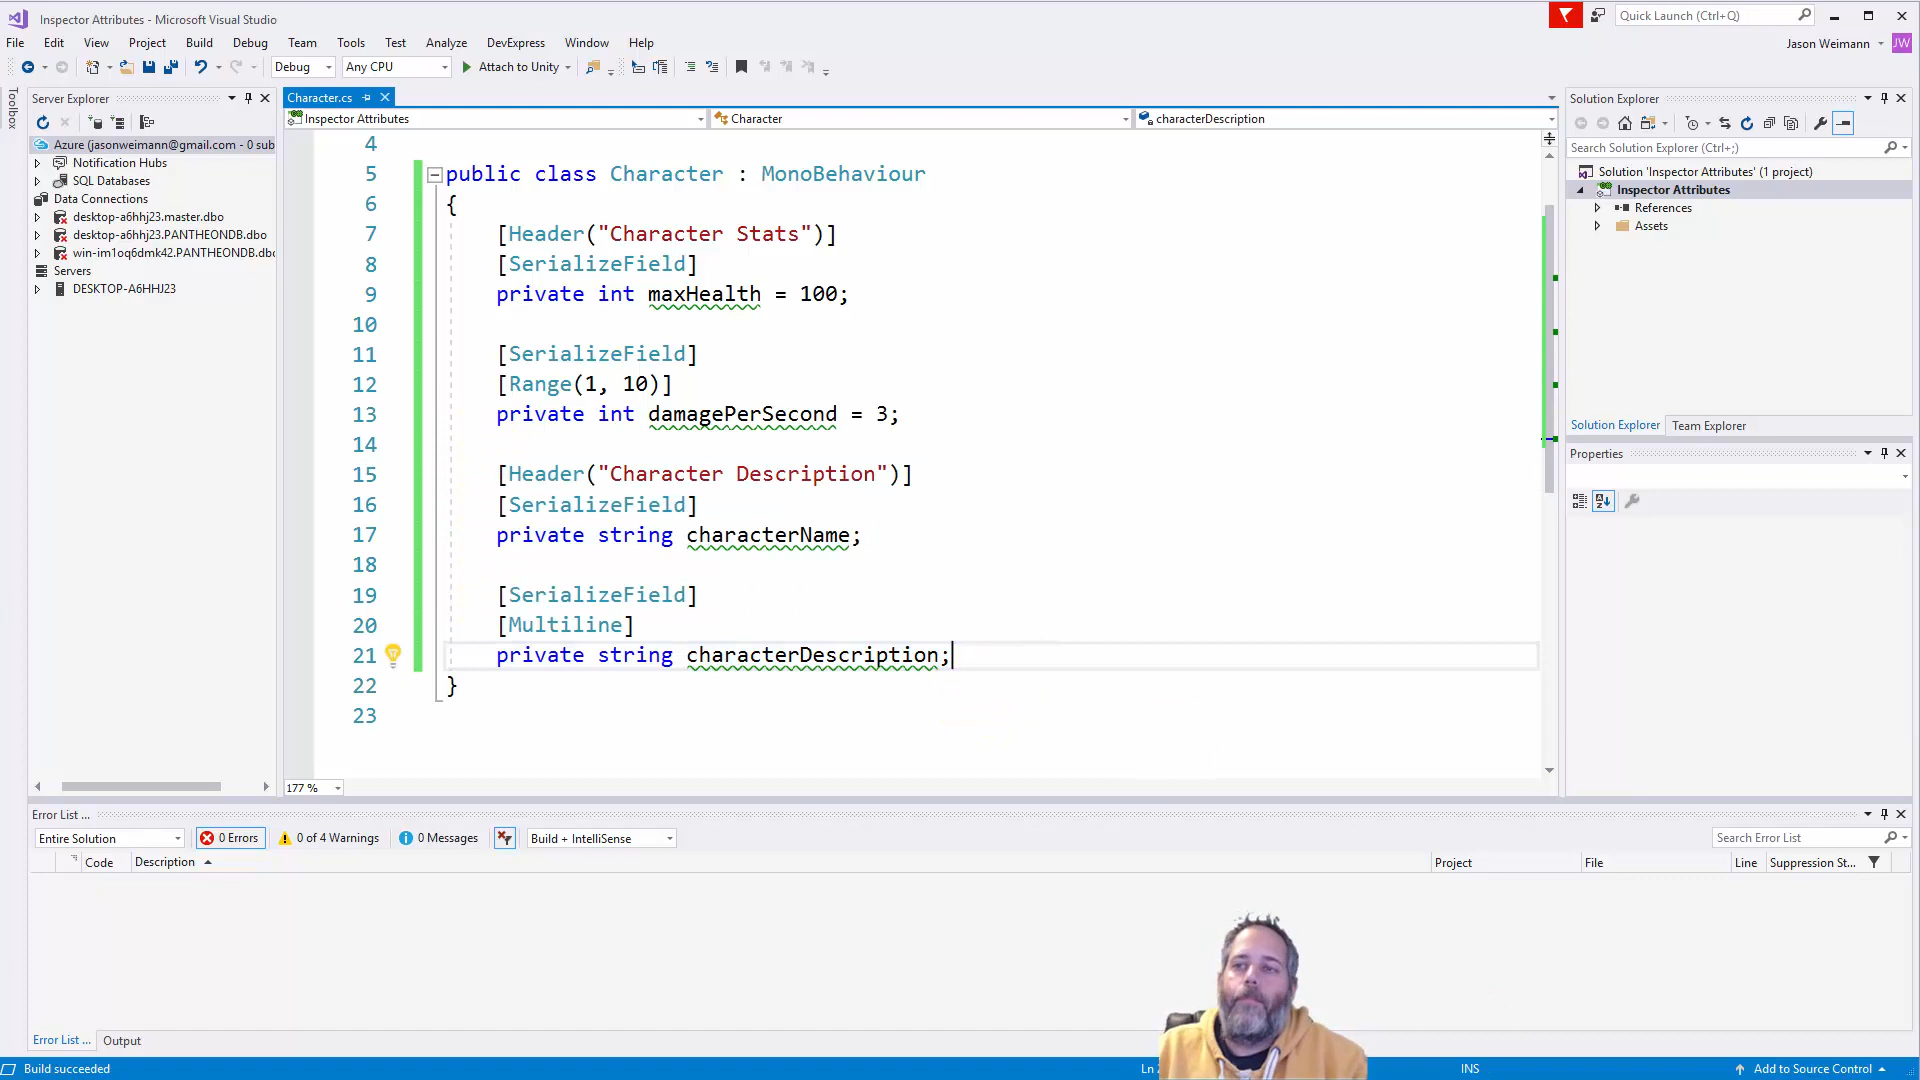 Inspector Attributes - Microsoft Visual Studio
Quick Launch (Ctrl+Q)
File Edit View Project Build Debug Team Tools Test Analyze DevExpress Window Help
Jason Weimann
JW
Debug Any CPU Attach to Unity
Toolbox
Server Explorer
Azure (jasonweimann@gmail.com - 0 sub
Notification Hubs
SQL Databases
Data Connections
desktop-a6hhj23.master.dbo
desktop-a6hhj23.PANTHEONDB.dbo
win-im1oq6dmk42.PANTHEONDB.dbo
Servers
DESKTOP-A6HHJ23
Character.cs
Inspector Attributes Character characterDescription
4
5 public class Character : MonoBehaviour
6 {
7 [Header("Character Stats")]
8 [SerializeField]
9 private int maxHealth = 100;
10
11 [SerializeField]
12 [Range(1, 10)]
13 private int damagePerSecond = 3;
14
15 [Header("Character Description")]
16 [SerializeField]
17 private string characterName;
18
19 [SerializeField]
20 [Multiline]
21 private string characterDescription;
22 }
23
177 %
Solution Explorer
Search Solution Explorer (Ctrl+;)
Solution 'Inspector Attributes' (1 project)
Inspector Attributes
References
Assets
Solution Explorer Team Explorer
Properties
Error List ...
Entire Solution 0 Errors 0 of 4 Warnings 0 Messages Build + IntelliSense Search Error List
Code Description Project File Line Suppression St...
Error List ... Output
Build succeeded Ln INS Add to Source Control